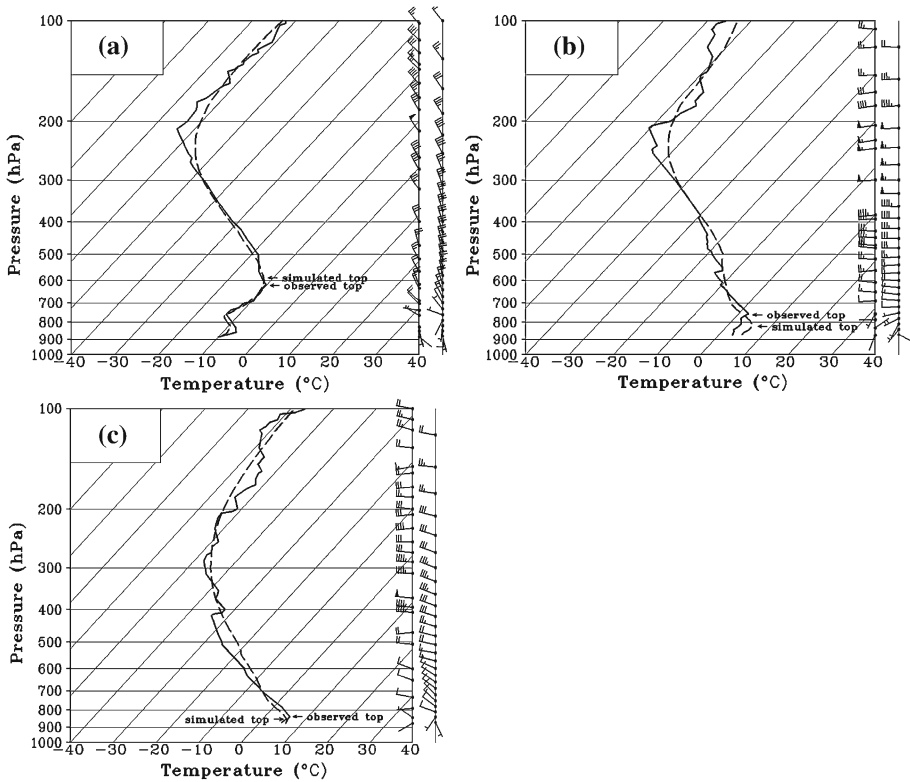 (a)
100
200
300
400
500
600
700
800
900
1000
Pressure (hPa)
simulated top
observed top
−40 −30 −20 −10 0 10 20 30 40
Temperature (°C)
(b)
100
200
300
400
500
600
700
800
900
1000
Pressure (hPa)
observed top
simulated top
−40 −30 −20 −10 0 10 20 30 40
Temperature (°C)
(c)
100
200
300
400
500
600
700
800
900
1000
Pressure (hPa)
simulated top
observed top
−40 −30 −20 −10 0 10 20 30 40
Temperature (°C)